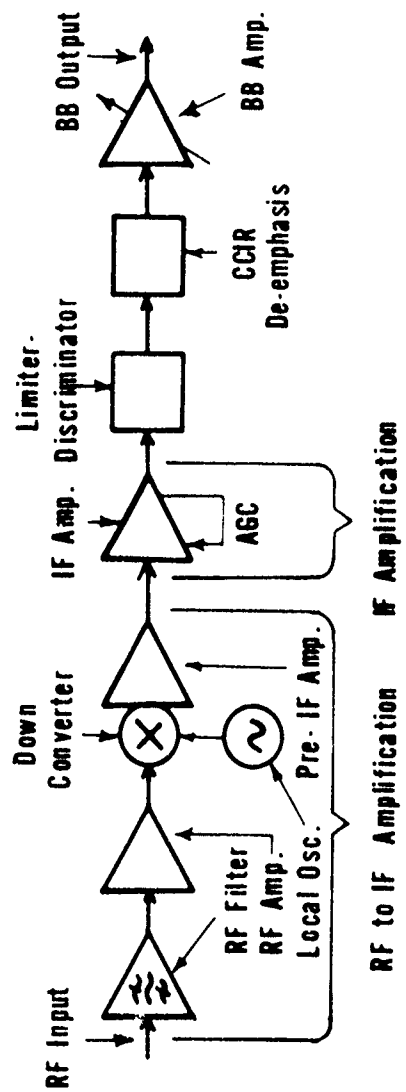 RF Input
RF Filter
RF Amp.
Local Osc.
Down
Converter
Pre-IF Amp.
RF to IF Amplification
IF Amp.
AGC
IF Amplification
Limiter-
Discriminator
CCIR
De-emphasis
BB Output
BB Amp.